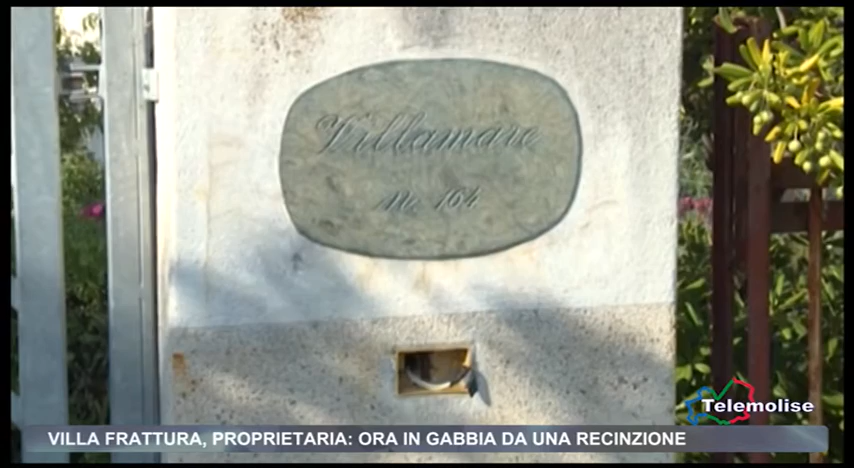 Villamare
n. 164
Telemolise
VILLA FRATTURA, PROPRIETARIA: ORA IN GABBIA DA UNA RECINZIONE